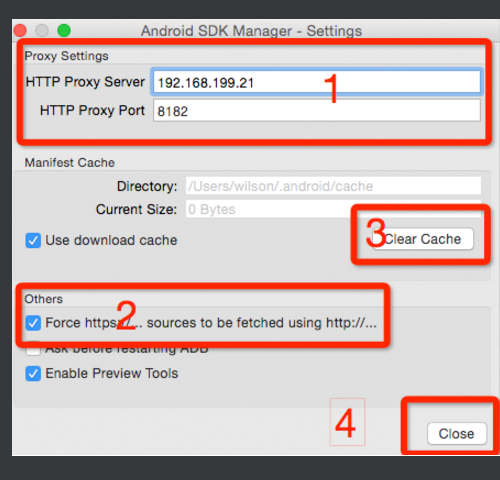 Android SDK Manager - Settings
Proxy Settings
HTTP Proxy Server 192.168.199.21 1
HTTP Proxy Port 8182
Manifest Cache
Directory: /Users/wilson/.android/cache
Current Size: 0 Bytes
Use download cache 3 Clear Cache
Others
2
Force https://... sources to be fetched using http://...
Ask before restarting ADB
Enable Preview Tools
4 Close